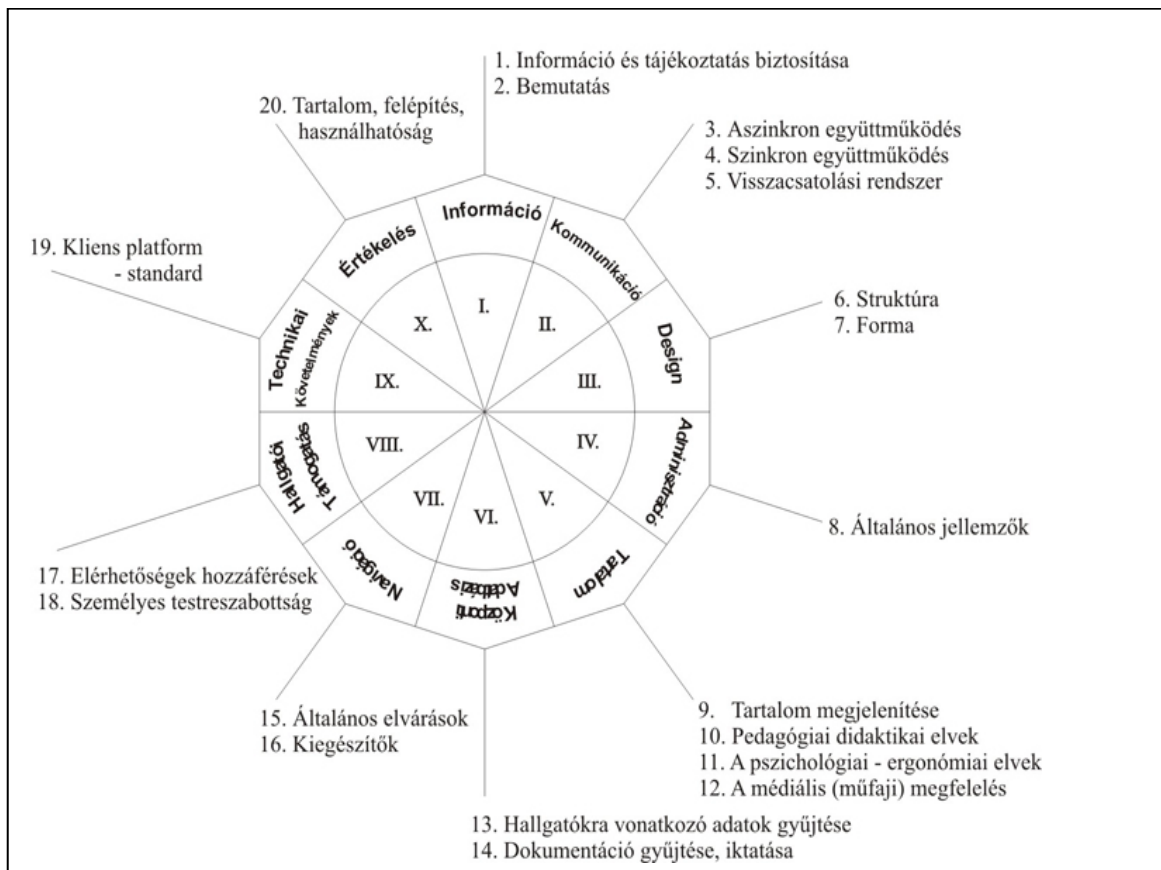 1. Információ és tájékoztatás biztosítása
2. Bemutatás
20. Tartalom, felépítés,
használhatóság
3. Aszinkron együttműködés
4. Szinkron együttműködés
5. Visszacsatolási rendszer
19. Kliens platform
- standard
6. Struktúra
7. Forma
Információ
Kommunikáció
Design
Adminisztráció
Tartalom
Központi
Adatbázis
Navigáció
Hallgatói
Támogatás
Technikai
Követelmények
Értékelés
I.
II.
III.
IV.
V.
VI.
VII.
VIII.
IX.
X.
8. Általános jellemzők
17. Elérhetőségek hozzáférések
18. Személyes testreszabottság
15. Általános elvárások
16. Kiegészítők
9. Tartalom megjelenítése
10. Pedagógiai didaktikai elvek
11. A pszichológiai - ergonómiai elvek
12. A médiális (műfaji) megfelelés
13. Hallgatókra vonatkozó adatok gyűjtése
14. Dokumentáció gyűjtése, iktatása